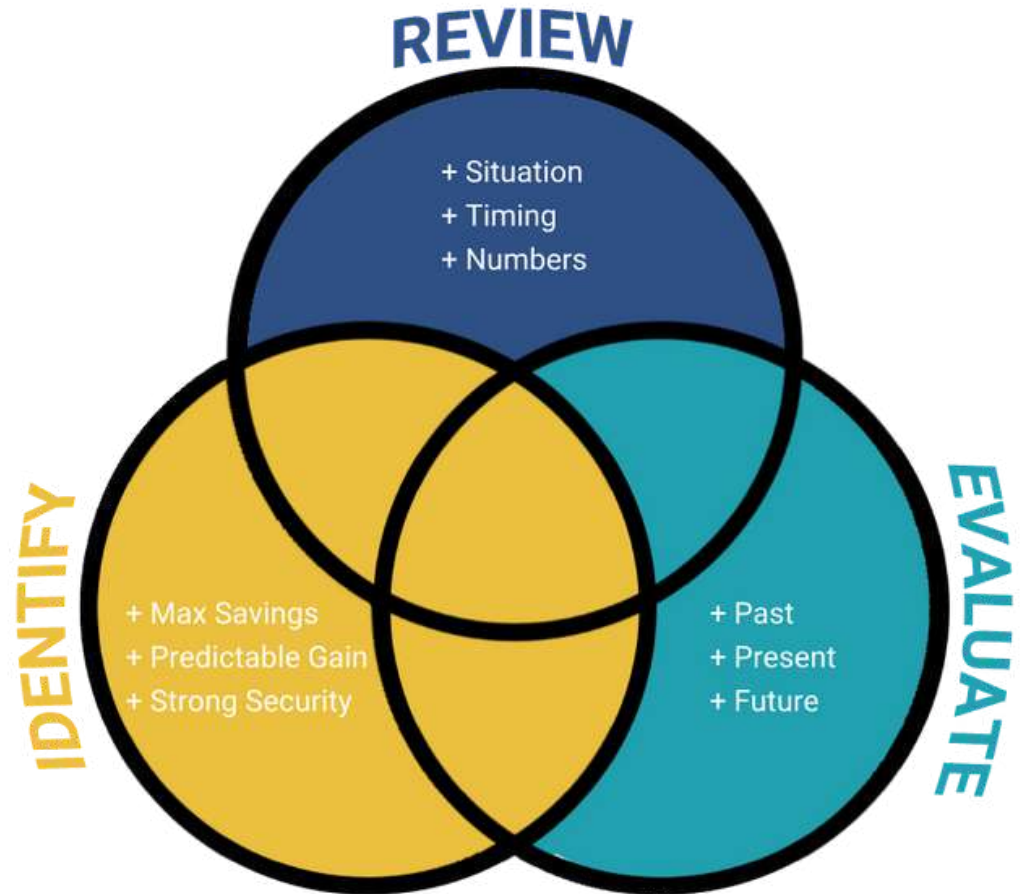 REVIEW
+ Situation
+ Timing
+ Numbers
IDENTIFY
+ Max Savings
+ Predictable Gain
+ Strong Security
EVALUATE
+ Past
+ Present
+ Future